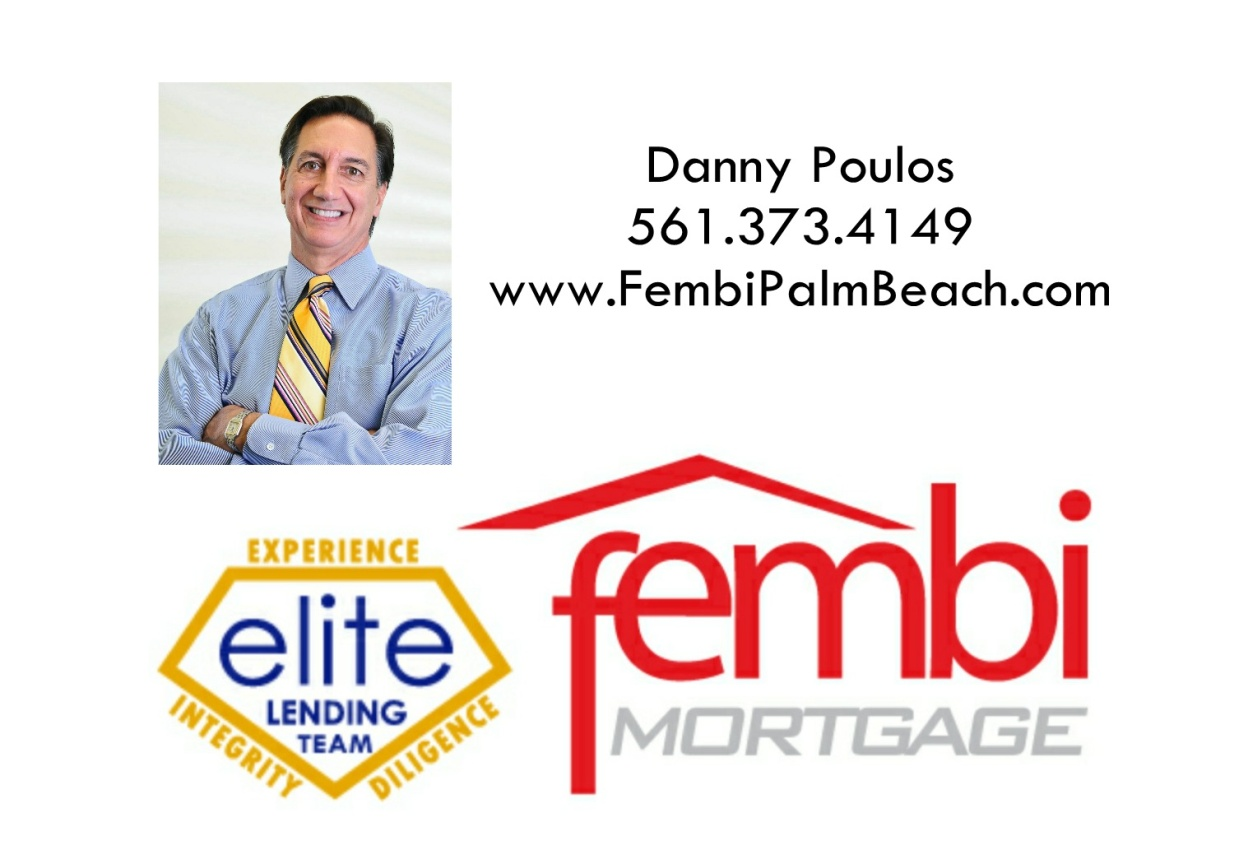 Danny Poulos
561.373.4149
www.FembiPalmBeach.com
EXPERIENCE
elite
LENDING
TEAM
INTEGRITY
DILIGENCE
fembi
MORTGAGE